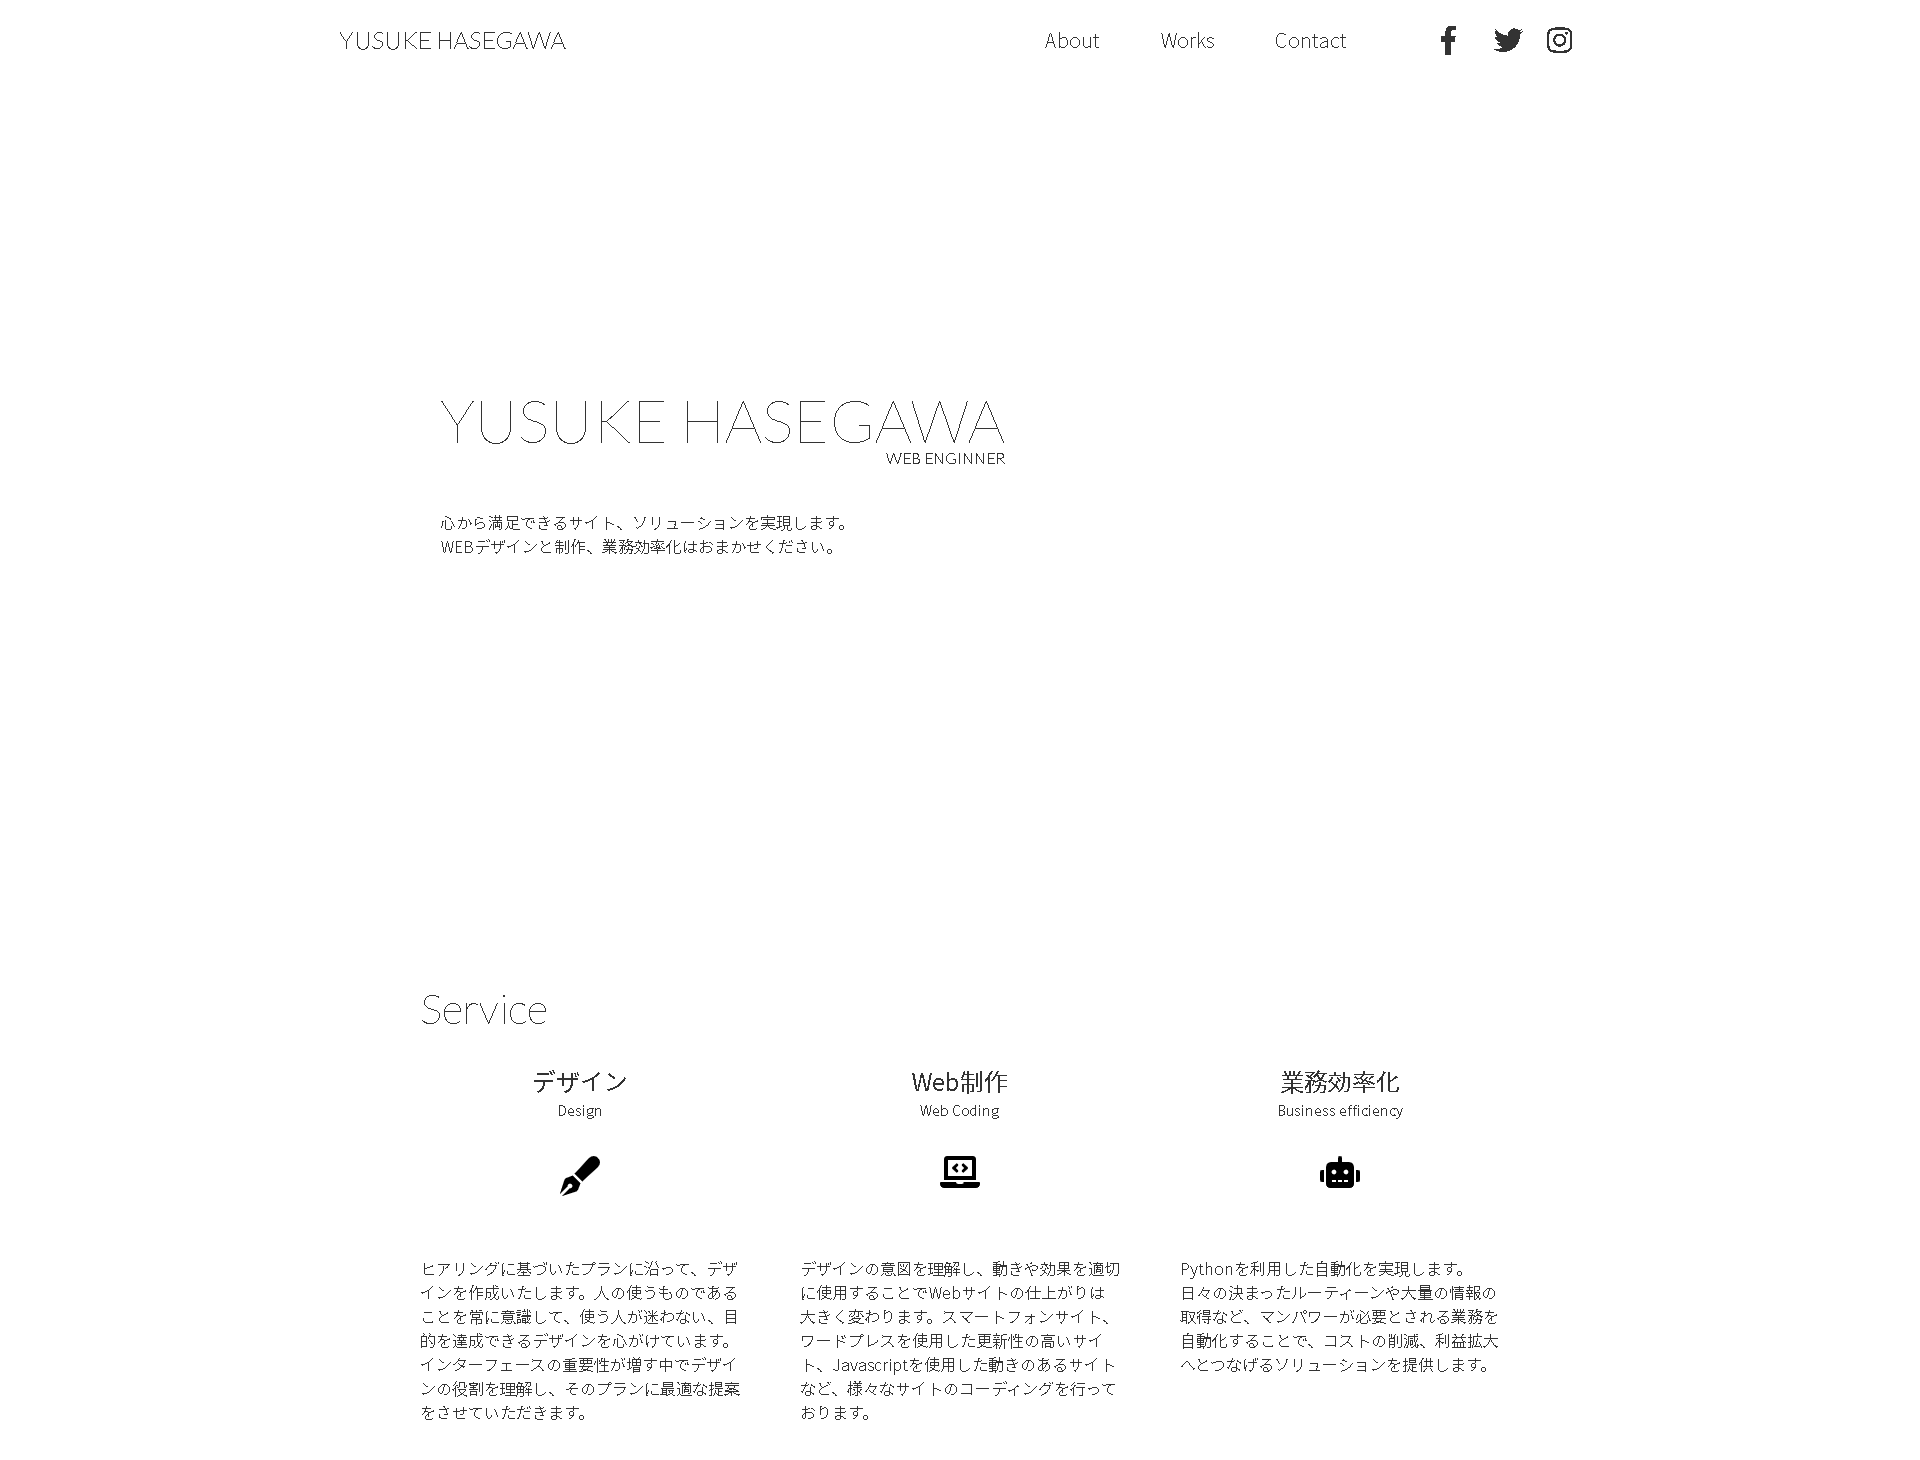 YUSUKE HASEGAWA
About
Works
Contact
YUSUKE HASEGAWA
WEB ENGINNER
心から満足できるサイト、ソリューションを実現します。
WEBデザインと制作、業務効率化はおまかせください。
Service
デザイン
Design
ヒアリングに基づいたプランに沿って、デザ
インを作成いたします。人の使うものである
ことを常に意識して、使う人が迷わない、目
的を達成できるデザインを心がけています。
インターフェースの重要性が増す中でデザイ
ンの役割を理解し、そのプランに最適な提案
をさせていただきます。
Web制作
Web Coding
デザインの意図を理解し、動きや効果を適切
に使用することでWebサイトの仕上がりは
大きく変わります。スマートフォンサイト、
ワードプレスを使用した更新性の高いサイ
ト、Javascriptを使用した動きのあるサイト
など、様々なサイトのコーディングを行って
おります。
業務効率化
Business efficiency
Pythonを利用した自動化を実現します。
日々の決まったルーティーンや大量の情報の
取得など、マンパワーが必要とされる業務を
自動化することで、コストの削減、利益拡大
へとつなげるソリューションを提供します。